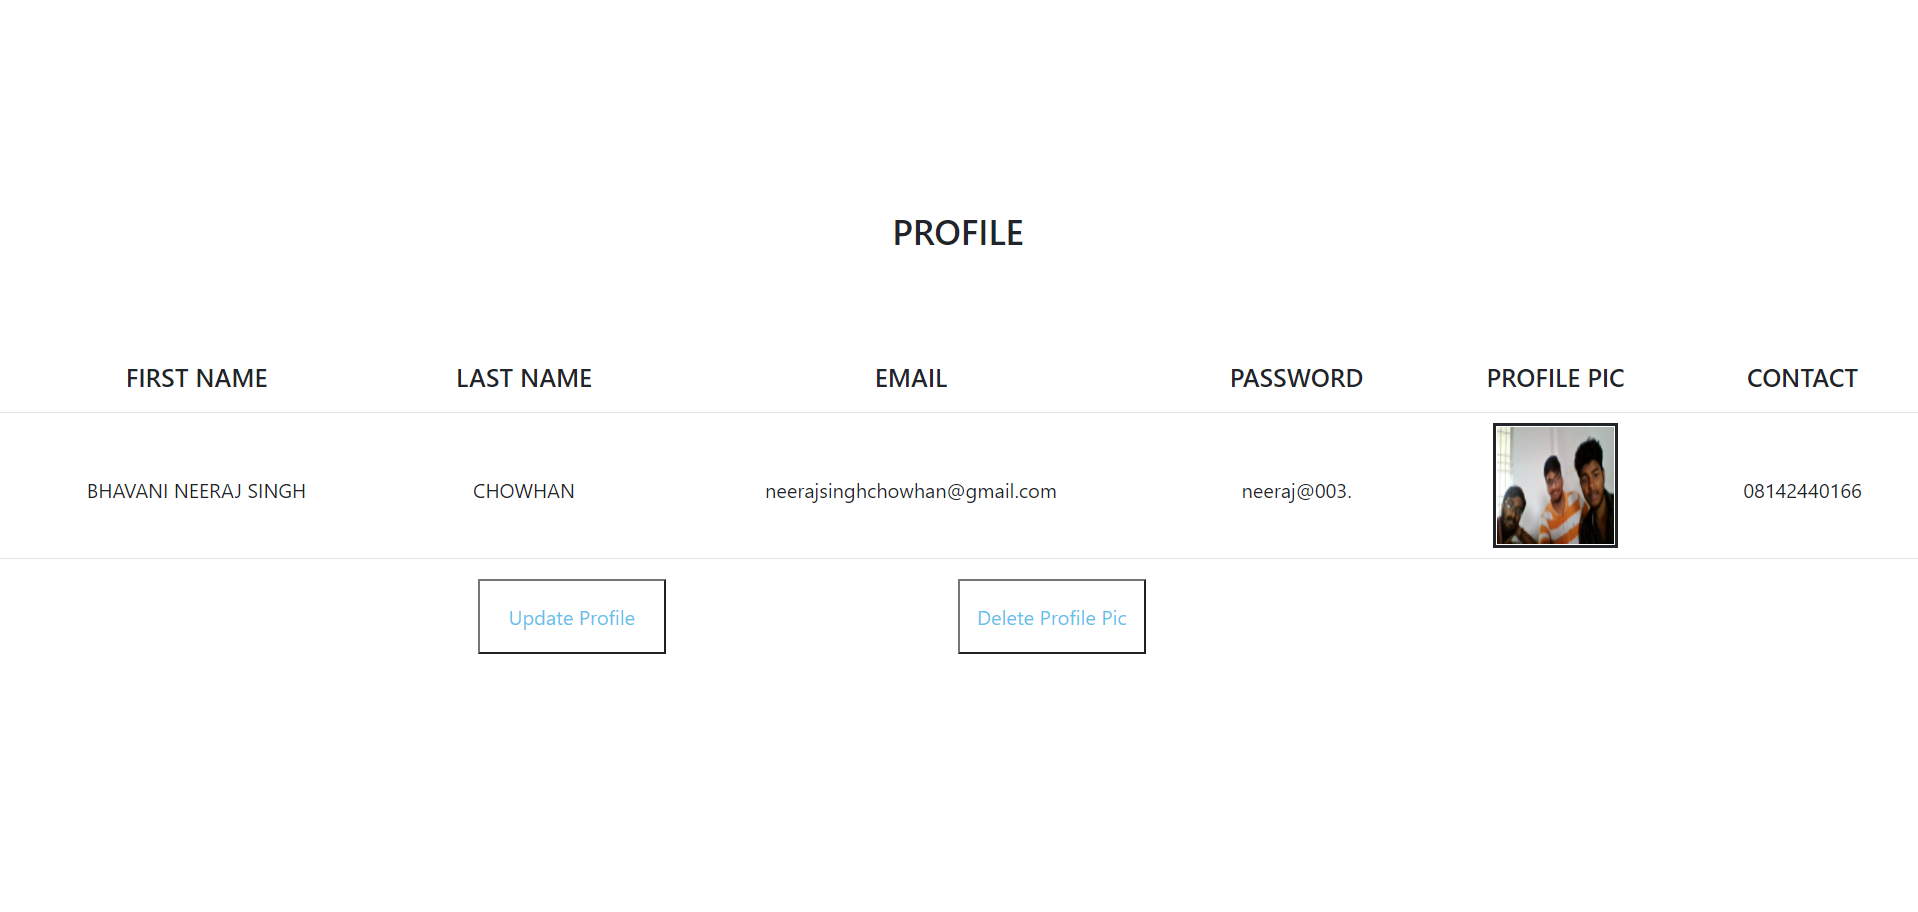 PROFILE
FIRST NAME LAST NAME EMAIL PASSWORD PROFILE PIC CONTACT
BHAVANI NEERAJ SINGH CHOWHAN neerajsinghchowhan@gmail.com neeraj@003. 08142440166
Update Profile Delete Profile Pic